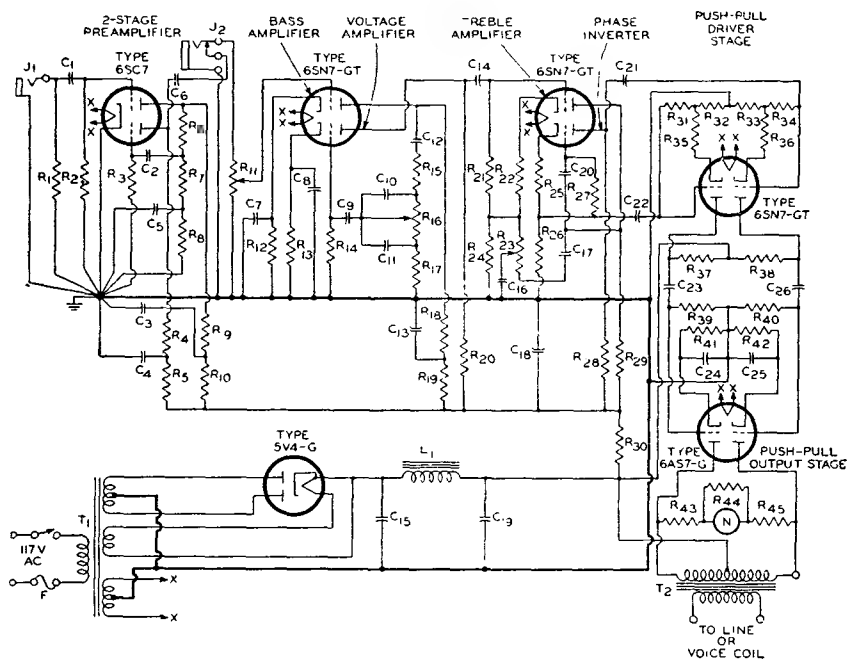 2-STAGE
PREAMPLIFIER
TYPE
6SC7
J1
C1
J2
BASS
AMPLIFIER
VOLTAGE
AMPLIFIER
TYPE
6SN7-GT
TREBLE
AMPLIFIER
PHASE
INVERTER
TYPE
6SN7-GT
PUSH-PULL
DRIVER
STAGE
C14
C21
X
X
C6
X
X
X
X
R31
R32
R33
R34
R35
X
X
R36
C2
R1
R2
R3
R7
R11
C8
C12
R15
R21
R22
C20
R25
R27
C22
TYPE
6SN7-GT
C5
R8
C7
C9
C10
R16
R12
R13
R14
C11
R17
R24
R23
R26
C17
C16
R37
R38
C23
C26
C3
R9
R18
R39
R40
C13
R41
R42
C4
R4
R5
R10
R19
R20
C18
R28
R29
C24
C25
X
X
R30
TYPE
5V4-G
L1
TYPE
6AS7-G
PUSH-PULL
OUTPUT STAGE
C15
C19
R44
R43
N
R45
T1
117V
AC
F
X
X
T2
TO LINE
OR
VOICE COIL